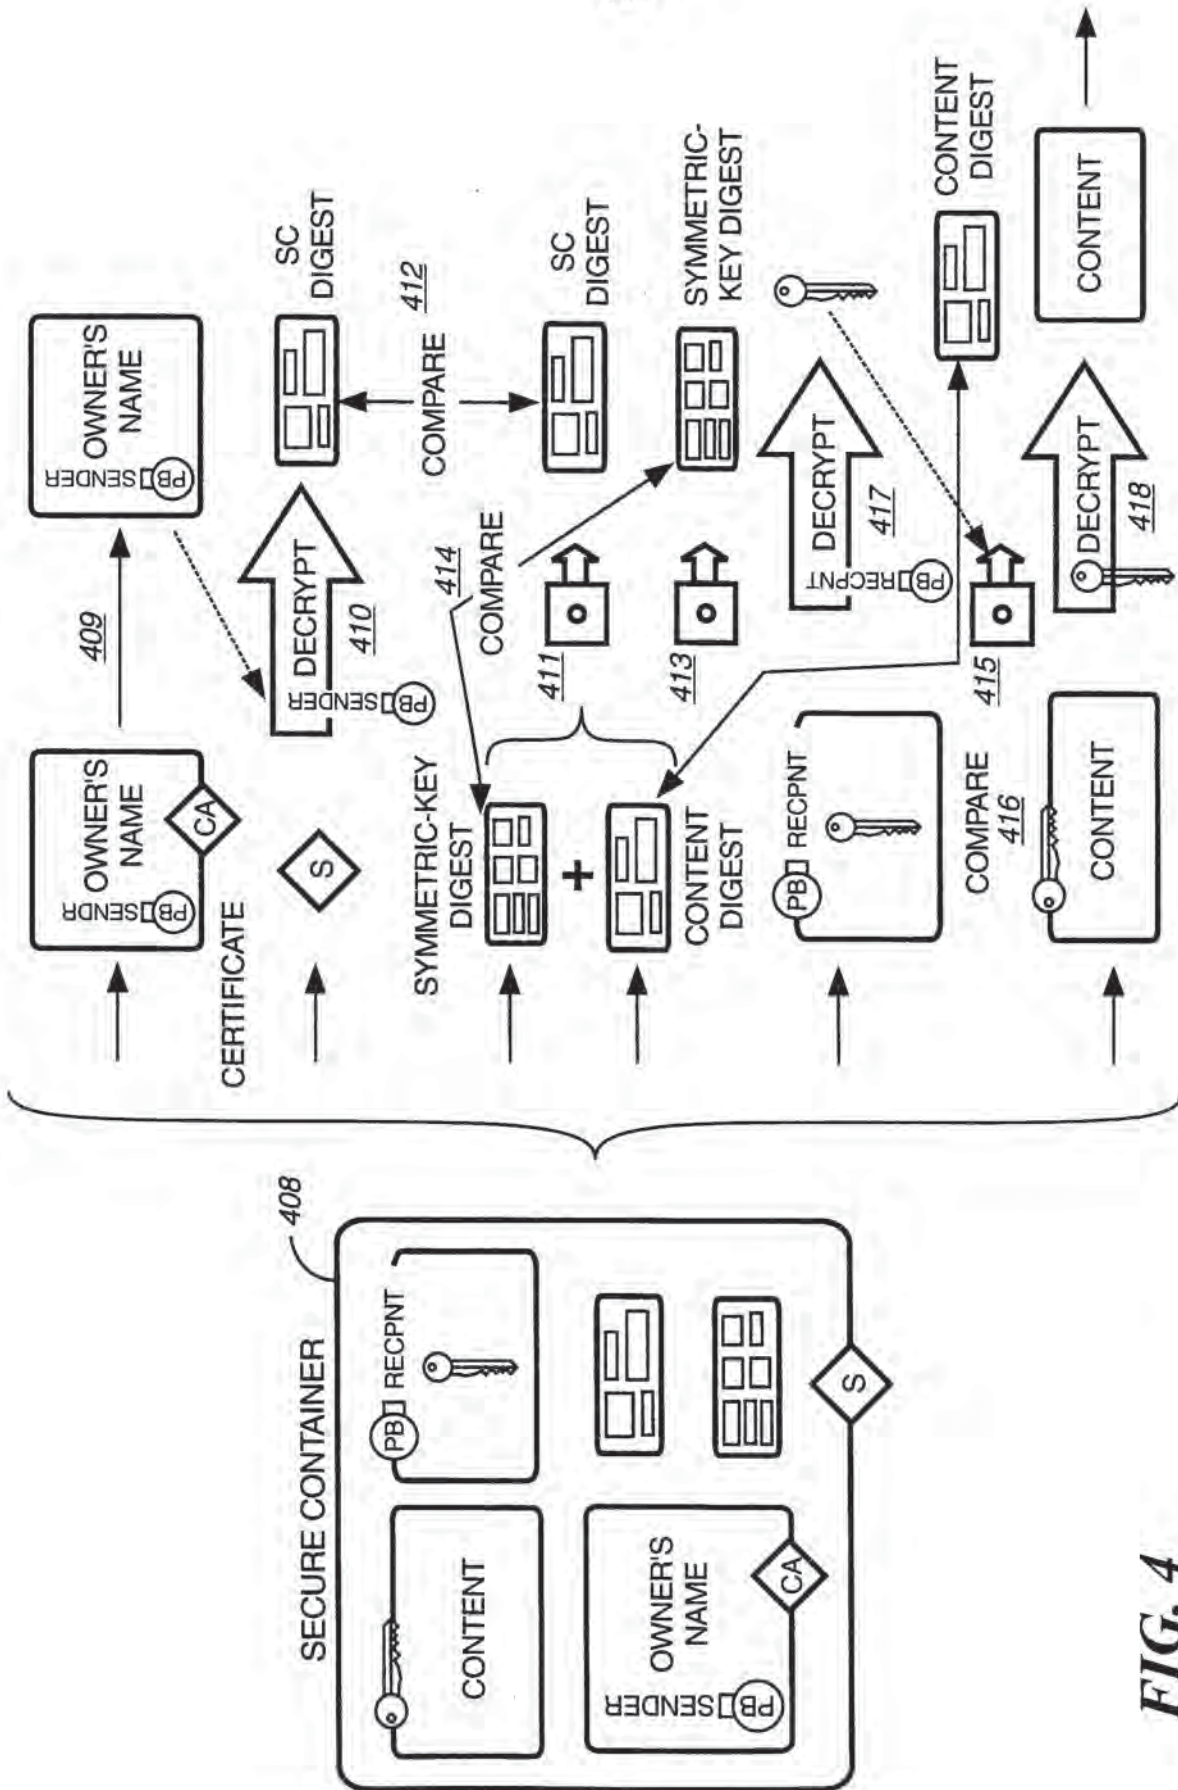 SECURE CONTAINER
408
CONTENT
PB RECPNT
OWNER'S
NAME
PB SENDER
CA
S
OWNER'S
NAME
PB SENDR
CA
CERTIFICATE
409
OWNER'S
NAME
PB SENDER
S
DECRYPT
410
PB SENDER
SC
DIGEST
COMPARE
412
SYMMETRIC-KEY
DIGEST
+
CONTENT
DIGEST
414
COMPARE
411
SC
DIGEST
413
SYMMETRIC-
KEY DIGEST
PB RECPNT
DECRYPT
417
PB RECPNT
COMPARE
416
415
CONTENT
DIGEST
CONTENT
DECRYPT
418
CONTENT
FIG. 4